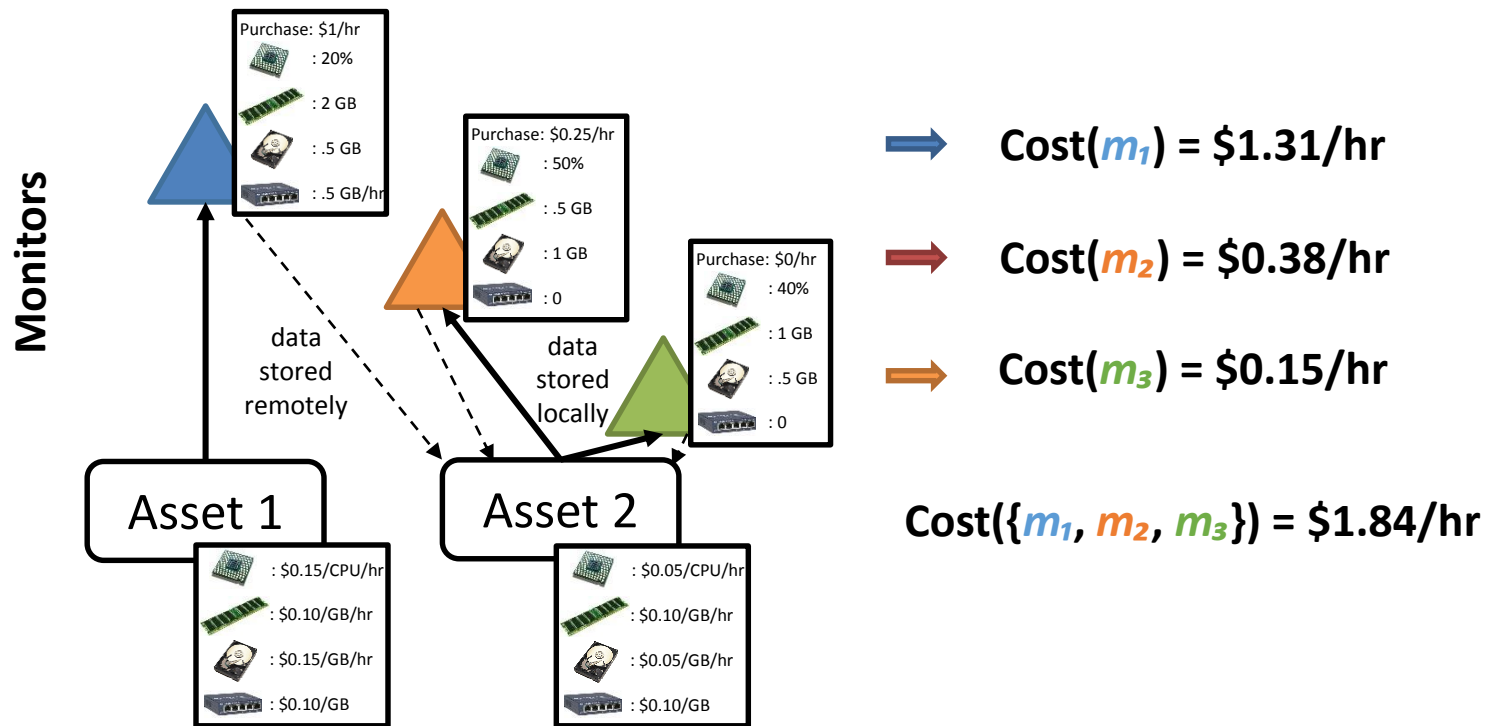 Monitors
Purchase: $1/hr
: 20%
: 2 GB
: .5 GB
: .5 GB/hr
Purchase: $0.25/hr
: 50%
: .5 GB
: 1 GB
: 0
Purchase: $0/hr
: 40%
: 1 GB
: .5 GB
: 0
data
stored
remotely
data
stored
locally
Asset 1
: $0.15/CPU/hr
: $0.10/GB/hr
: $0.15/GB/hr
: $0.10/GB
Asset 2
: $0.05/CPU/hr
: $0.10/GB/hr
: $0.05/GB/hr
: $0.10/GB
Cost(m₁) = $1.31/hr
Cost(m₂) = $0.38/hr
Cost(m₃) = $0.15/hr
Cost({m₁, m₂, m₃}) = $1.84/hr